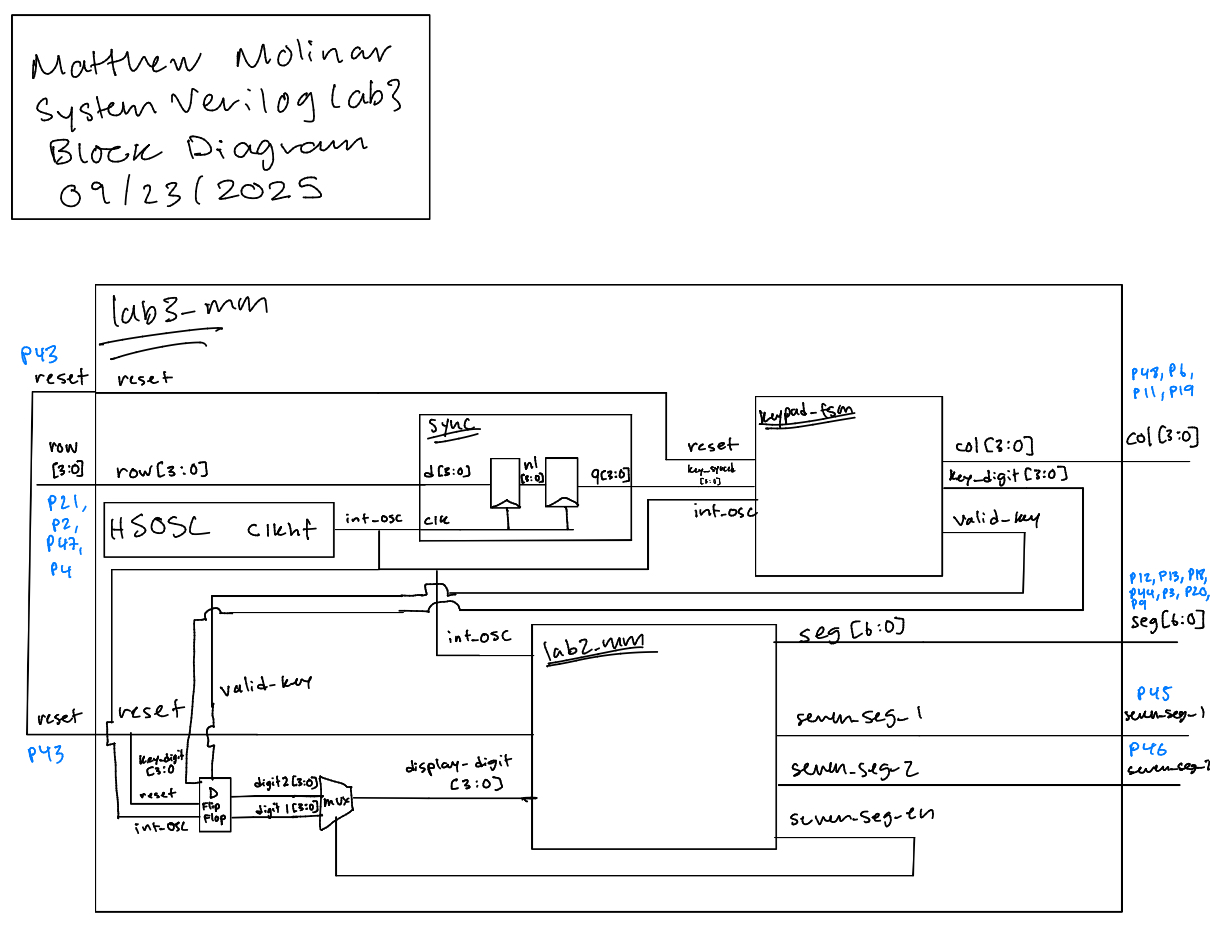 Matthew Molinar
System Verilog Lab3
Block Diagram
09/23/2025
lab3_mm
P43
reset
reset
row
[3:0]
row[3:0]
P21,
P2,
P47,
P4
HSOSC clkhf
int_osc
sync
d[3:0]
n1
[3:0]
q[3:0]
clk
reset
key_synced
[3:0]
int_osc
keypad_fsm
col[3:0]
key_digit[3:0]
valid_key
P48, P6,
P11, P19
col[3:0]
P12, P13, P18,
P44, P3, P20,
P9
seg[6:0]
int_osc
lab2_mm
seg[6:0]
valid_key
reset
reset
P43
seven_seg_1
P45
seven_seg_1
P46
seven_seg_2
seven_seg_2
seven_seg_en
display_digit
[3:0]
key_digit
[3:0
reset
int_osc
D
Flip
Flop
digit2[3:0]
digit1[3:0]
mux